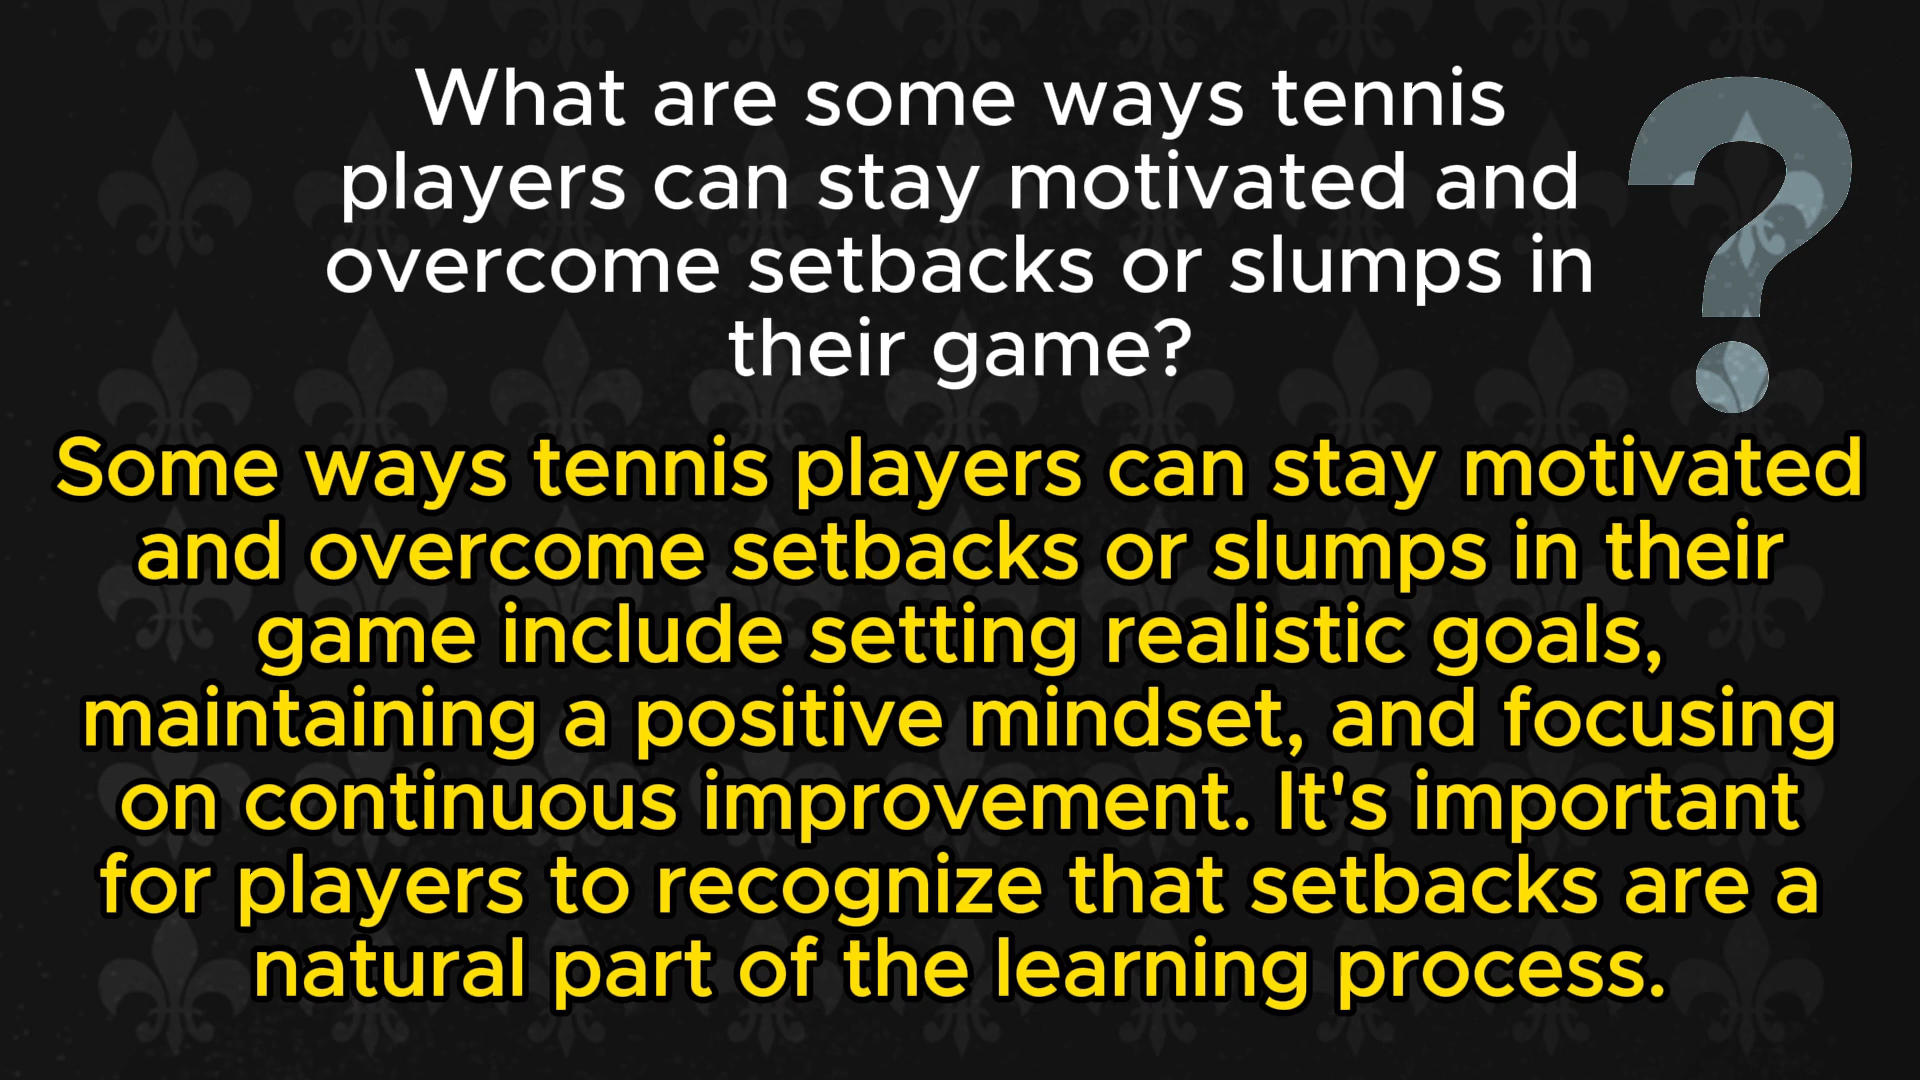 What are some ways tennis
players can stay motivated and
overcome setbacks or slumps in
their game?
?
Some ways tennis players can stay motivated
and overcome setbacks or slumps in their
game include setting realistic goals,
maintaining a positive mindset, and focusing
on continuous improvement. It's important
for players to recognize that setbacks are a
natural part of the learning process.